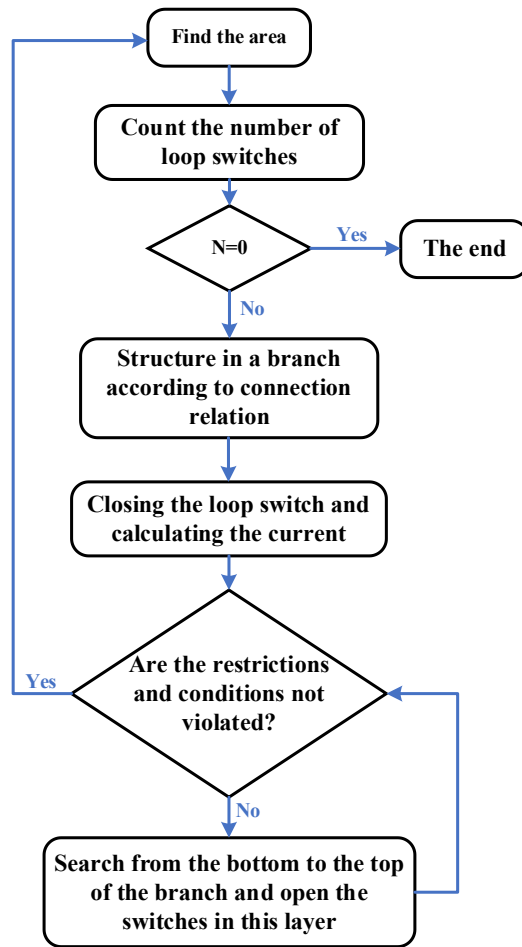 Find the area
Count the number of
loop switches
N=0
Yes
The end
No
Structure in a branch
according to connection
relation
Closing the loop switch and
calculating the current
Are the restrictions
and conditions not
violated?
Yes
No
Search from the bottom to the top
of the branch and open the
switches in this layer